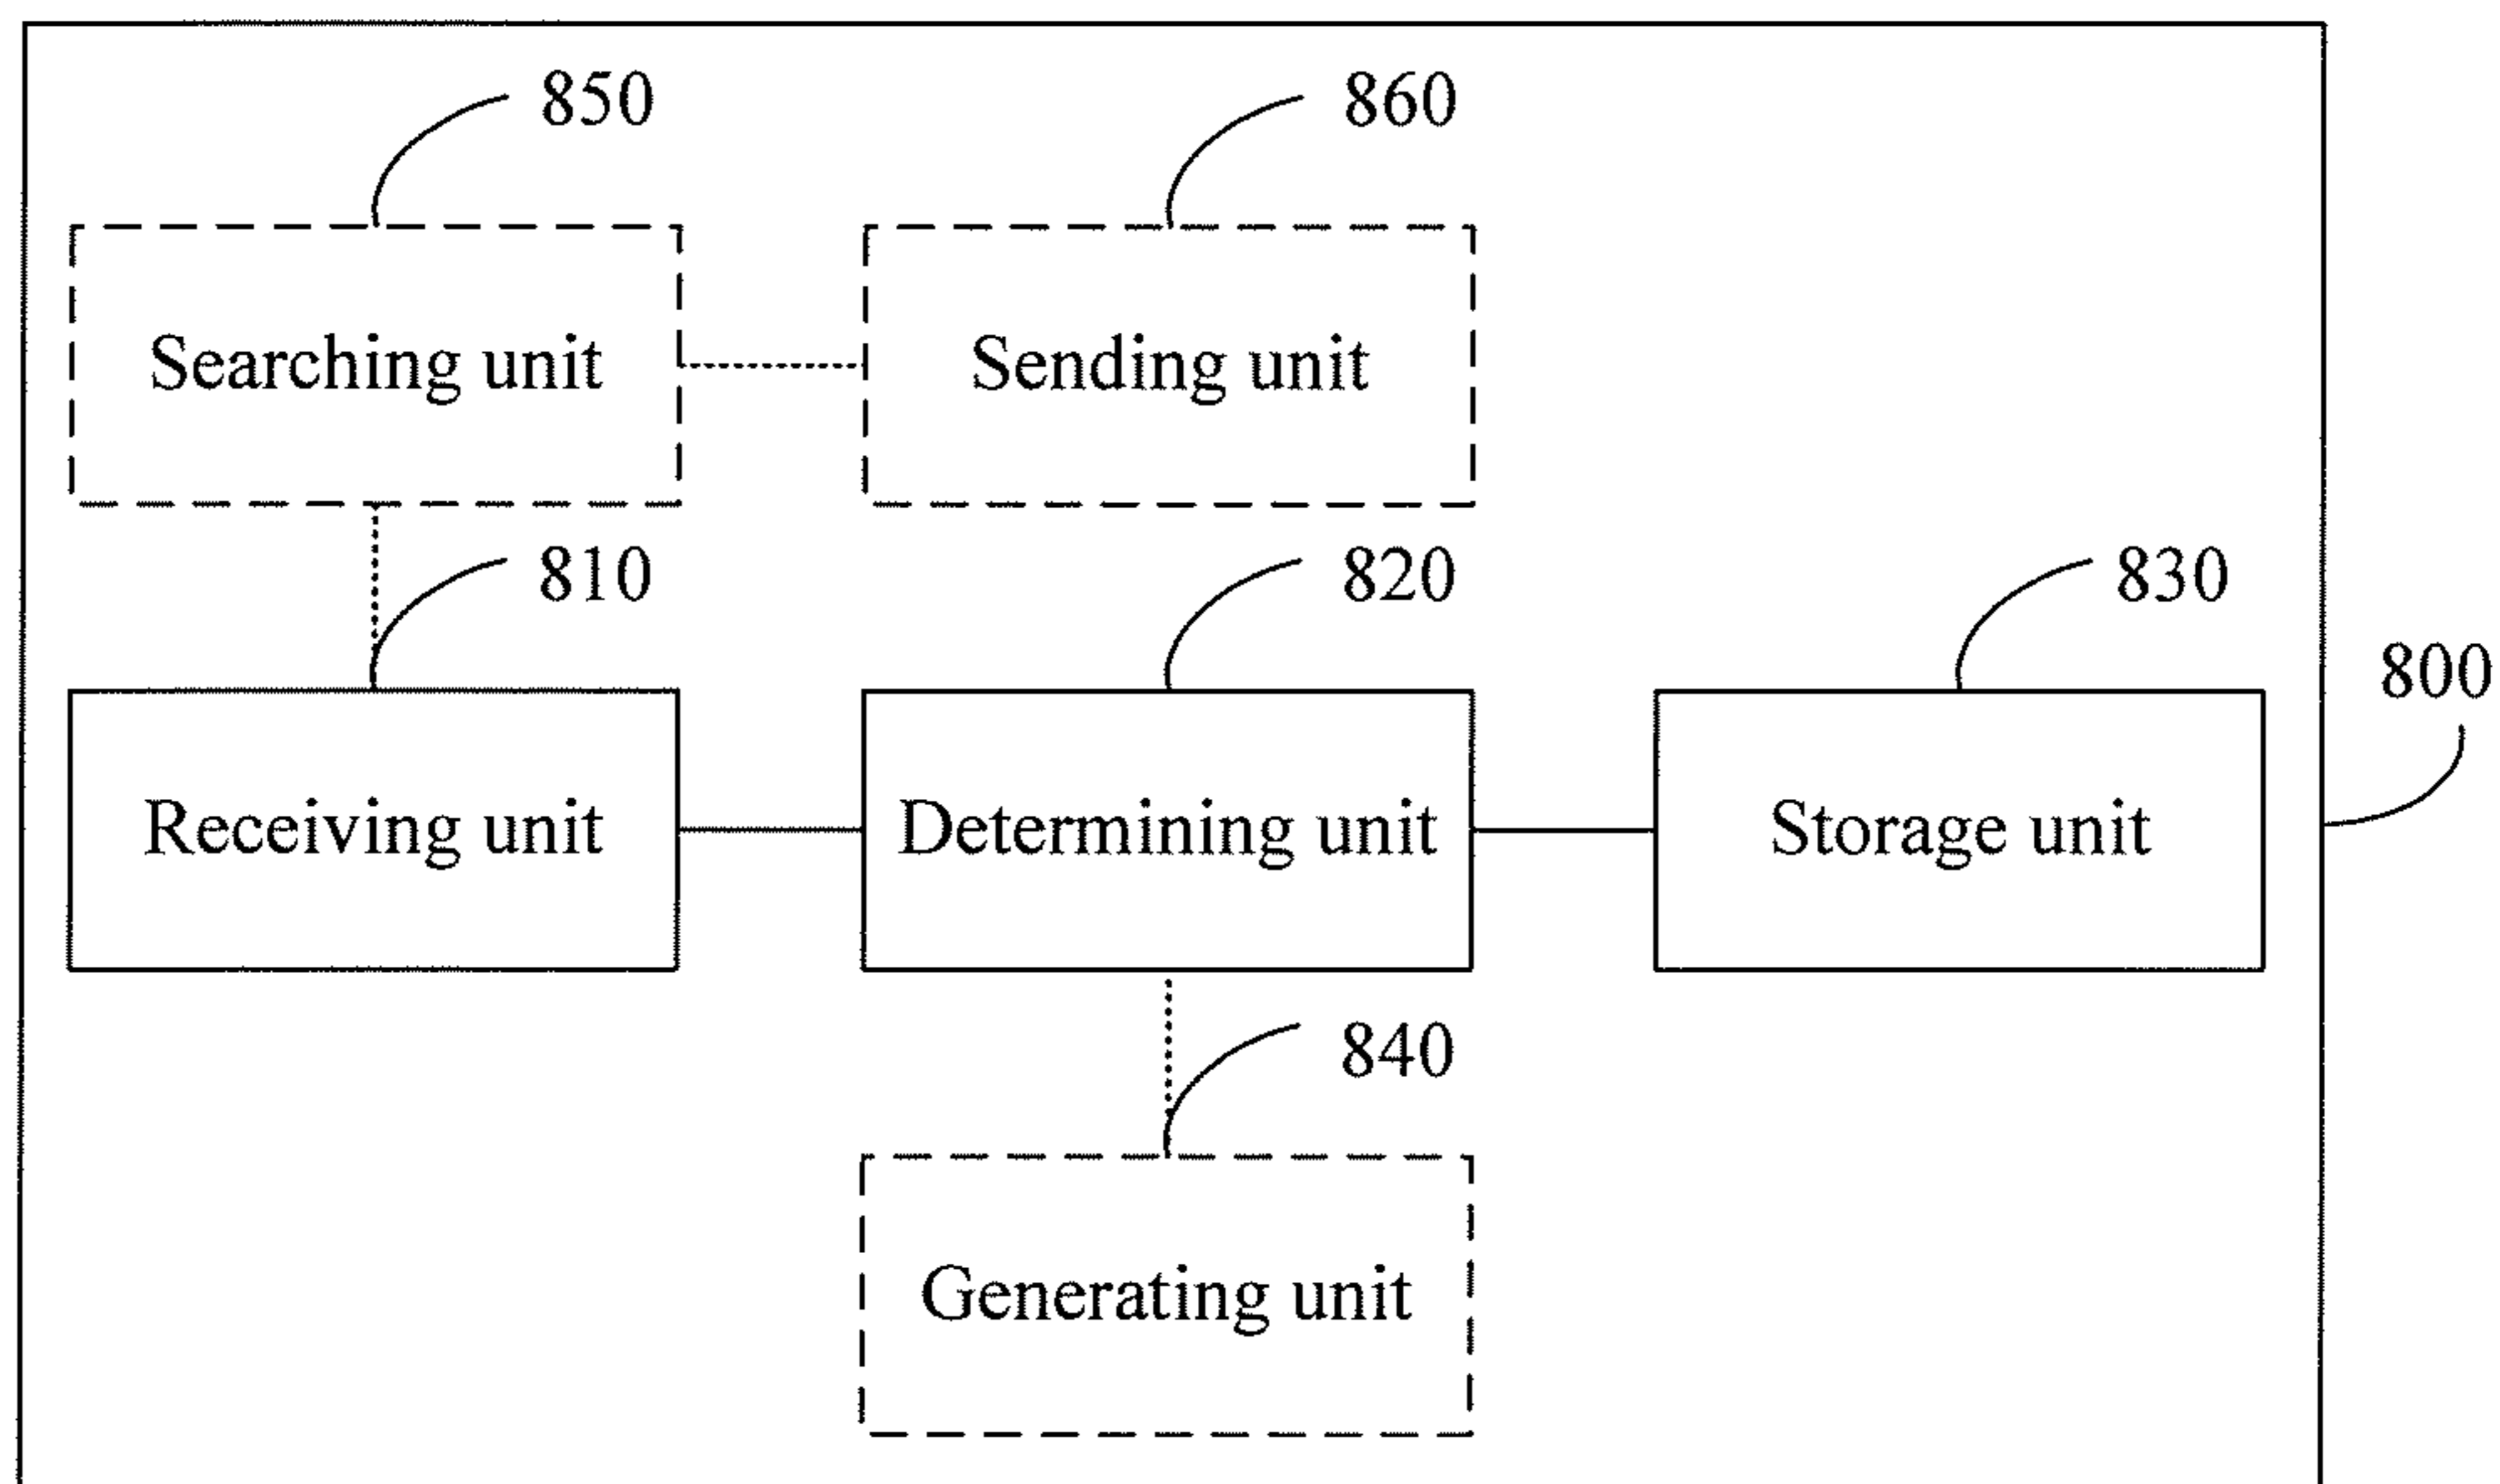 850
860
Searching unit
Sending unit
810
820
830
800
Receiving unit
Determining unit
Storage unit
840
Generating unit